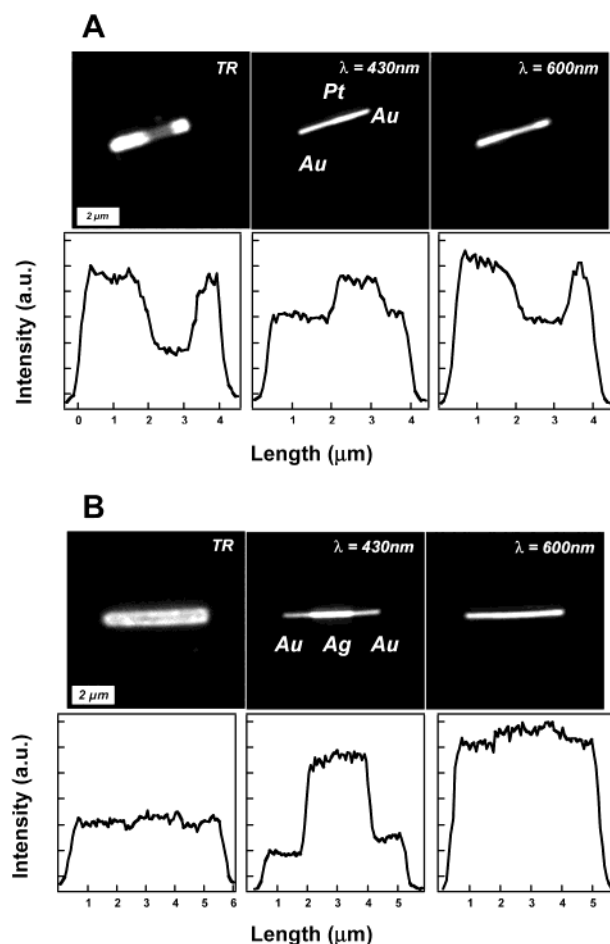 A
TR
λ = 430nm
λ = 600nm
Pt
Au
Au
2 μm
Intensity (a.u.)
0 1 2 3 4
1 2 3 4
1 2 3 4
Length (μm)
B
TR
λ = 430nm
λ = 600nm
Au Ag Au
2 μm
Intensity (a.u.)
1 2 3 4 5 6
1 2 3 4 5
1 2 3 4 5
Length (μm)